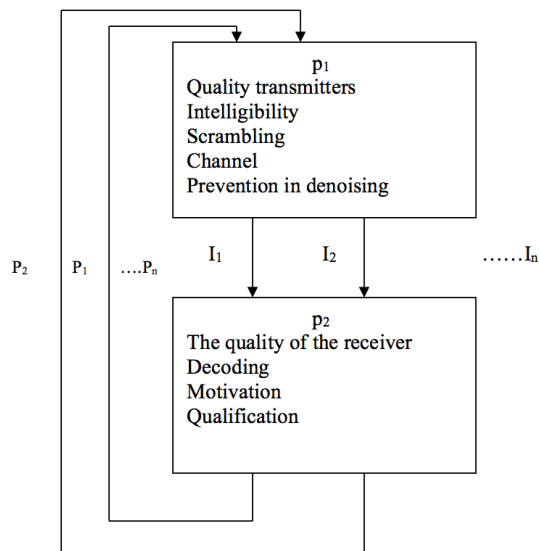 p₁
Quality transmitters
Intelligibility
Scrambling
Channel
Prevention in denoising
P₂ P₁ ....Pₙ I₁ I₂ ......Iₙ
p₂
The quality of the receiver
Decoding
Motivation
Qualification